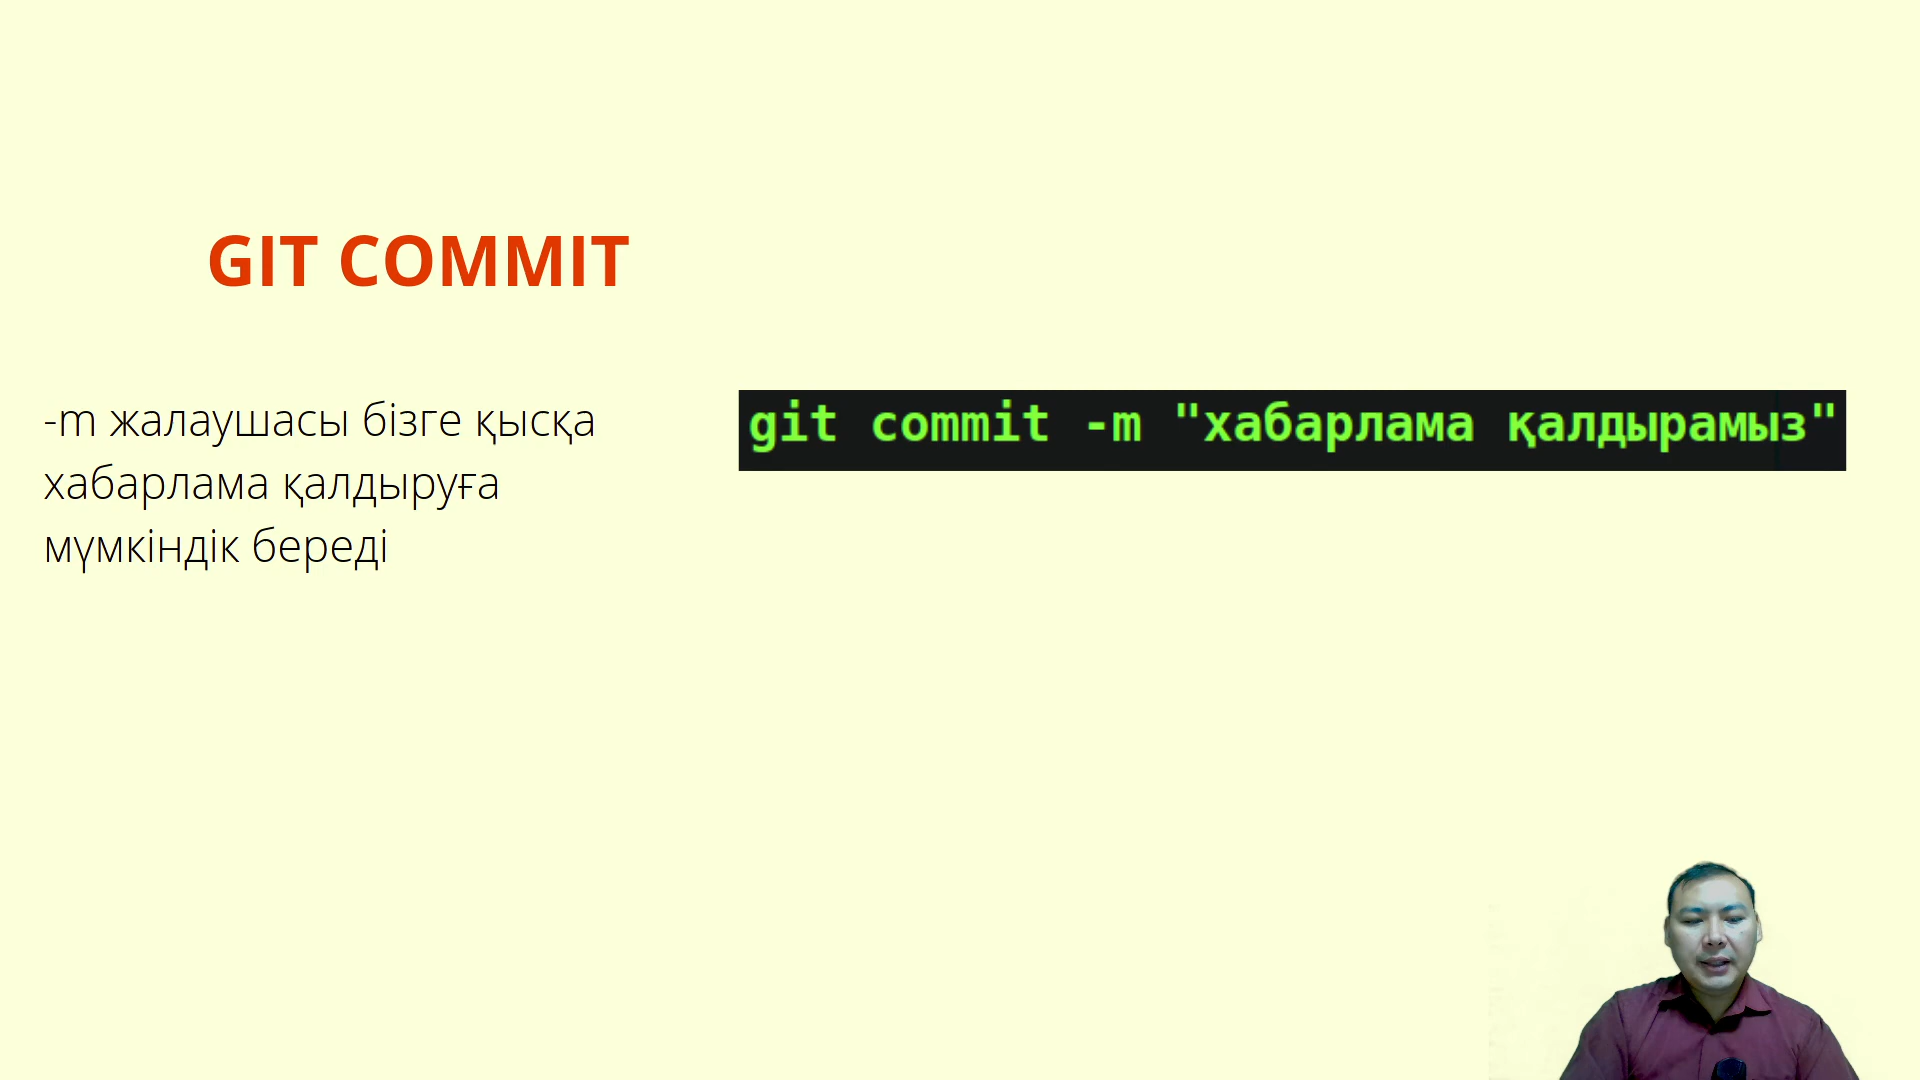 GIT COMMIT
-m жалаушасы бізге қысқа
хабарлама қалдыруға
мүмкіндік береді
git commit -m "хабарлама қалдырамыз"